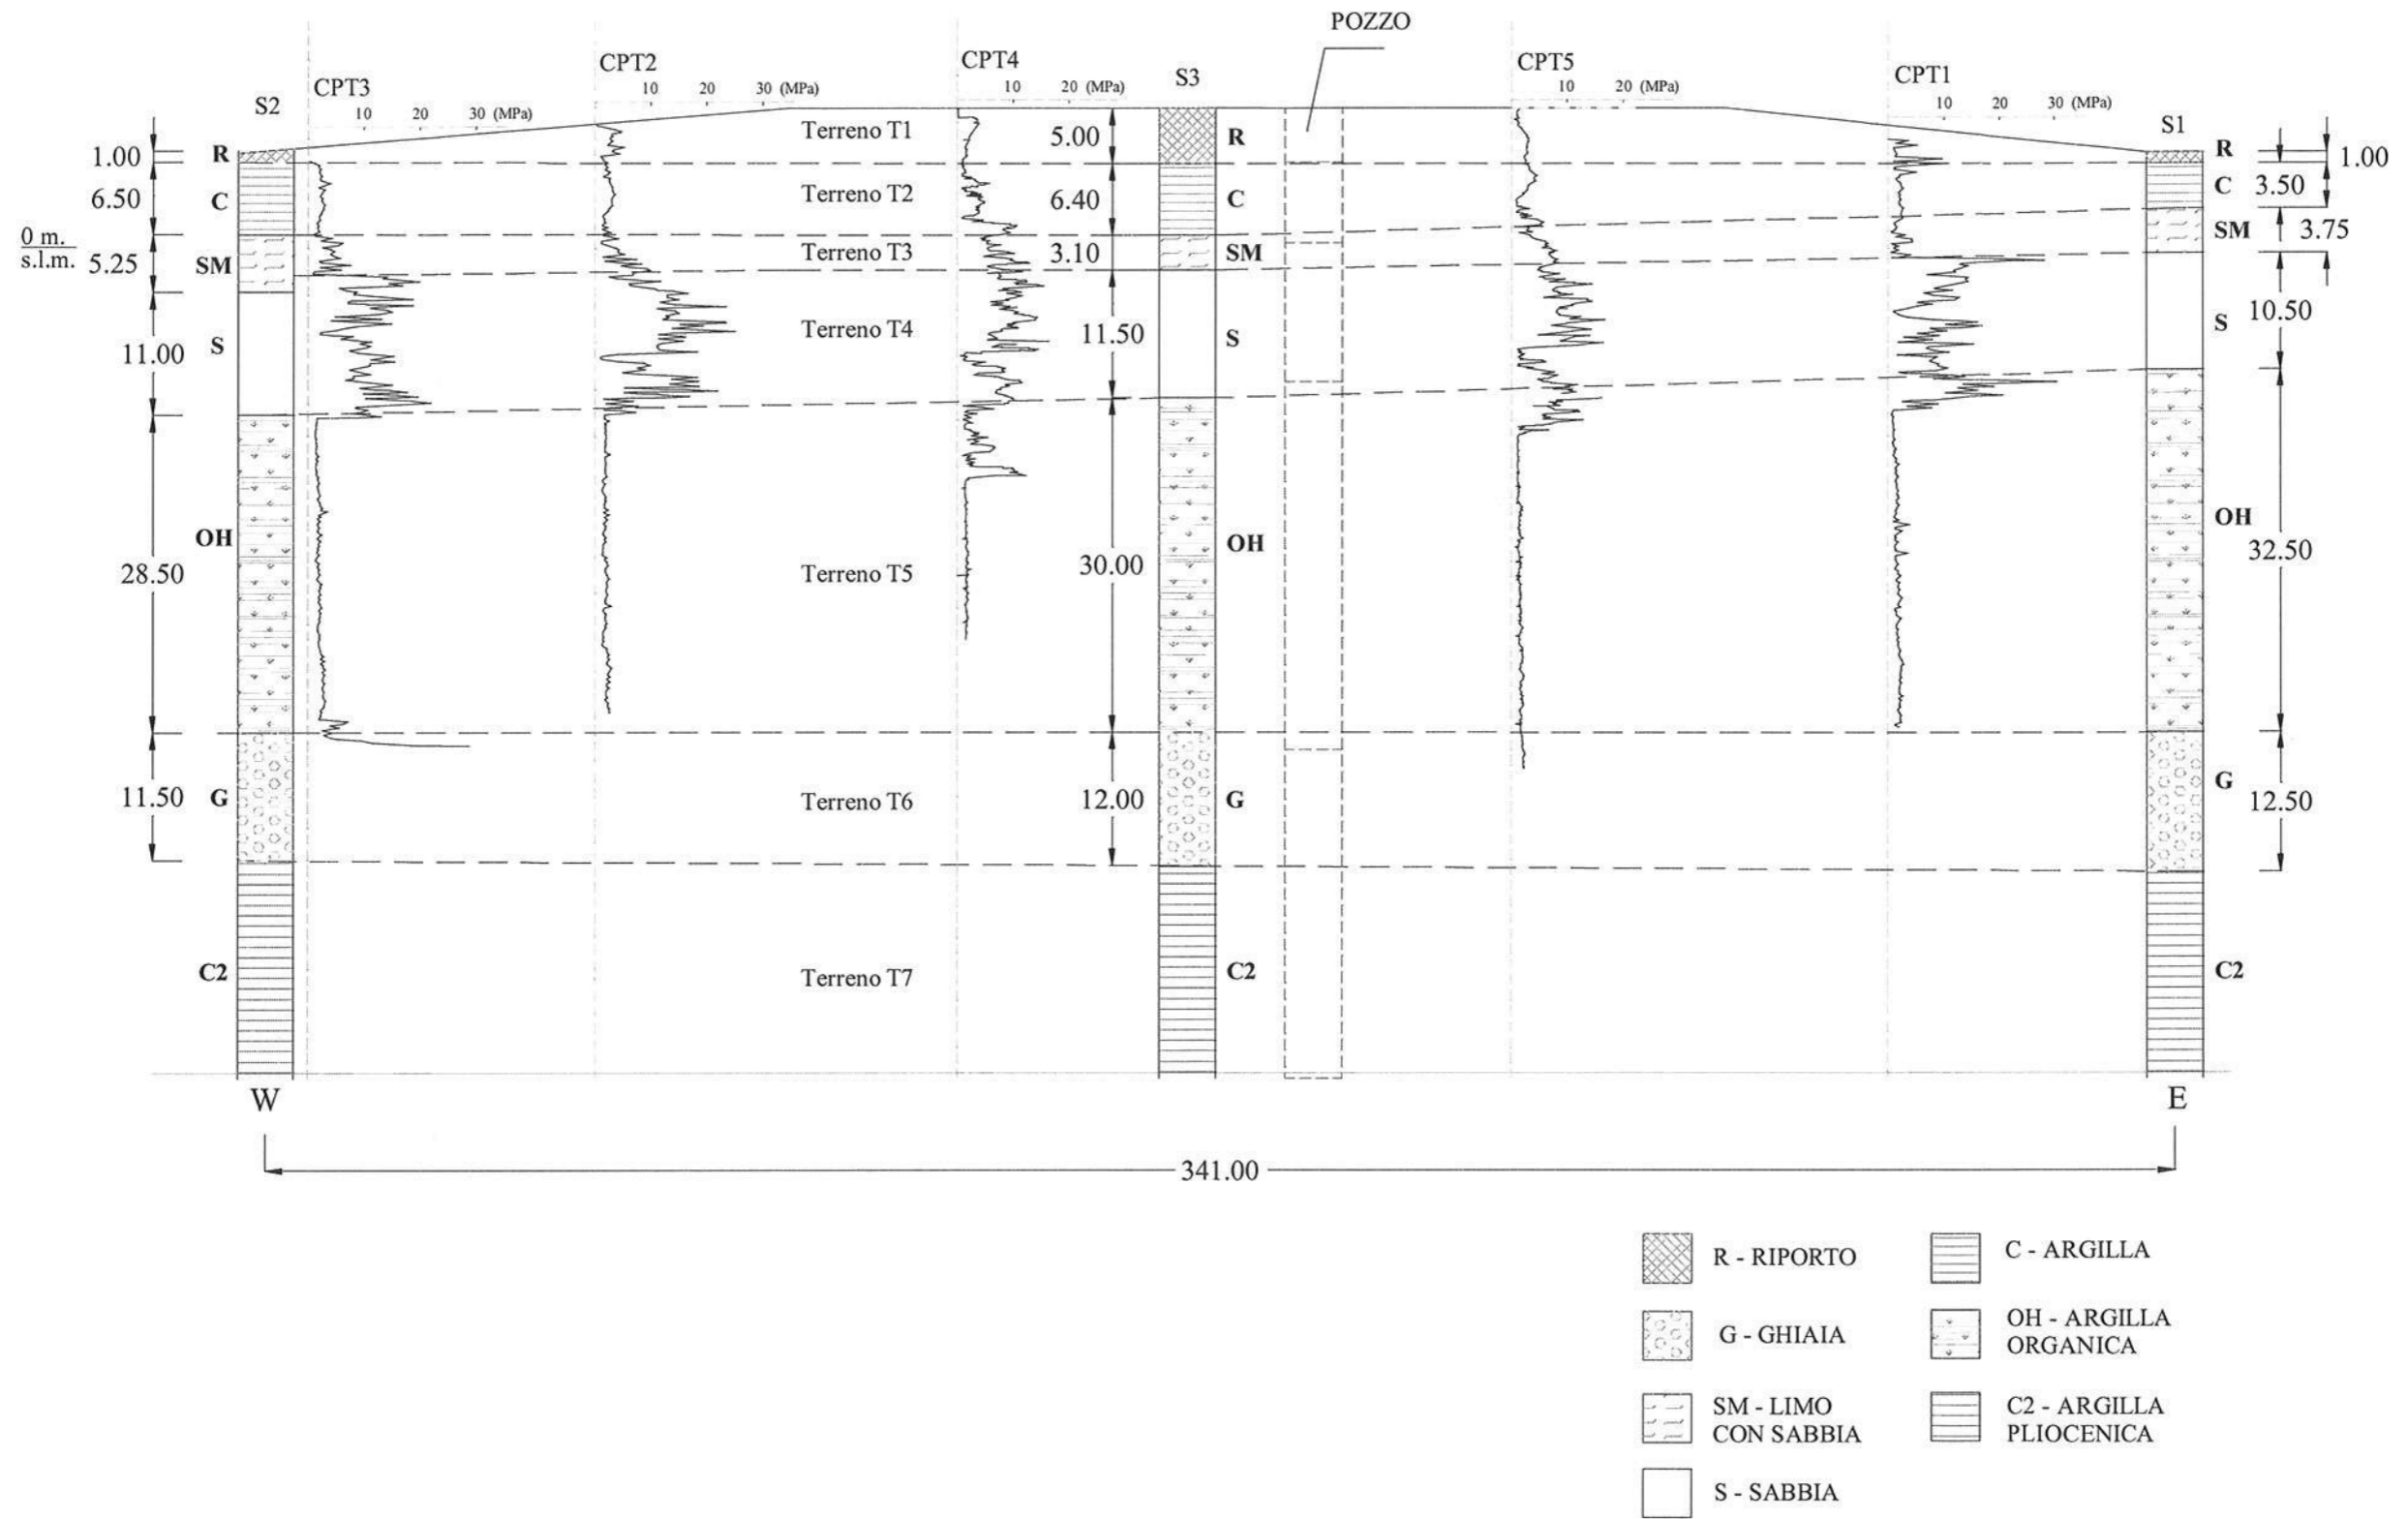 POZZO
CPT2
CPT4
CPT5
S3
CPT1
CPT3
S2
10 20 30 (MPa)
10 20 (MPa)
10 20 (MPa)
10 20 30 (MPa)
10 20 30 (MPa)
S1
1.00
R
Terreno T1
5.00
R
R
1.00
6.50
C
Terreno T2
6.40
C
C
3.50
0 m.
s.l.m.
5.25
SM
Terreno T3
3.10
SM
SM
3.75
11.00
S
Terreno T4
11.50
S
S
10.50
28.50
OH
Terreno T5
30.00
OH
OH
32.50
11.50
G
Terreno T6
12.00
G
G
12.50
C2
Terreno T7
C2
C2
W
E
341.00
R - RIPORTO
C - ARGILLA
G - GHIAIA
OH - ARGILLA
ORGANICA
SM - LIMO
CON SABBIA
C2 - ARGILLA
PLIOCENICA
S - SABBIA